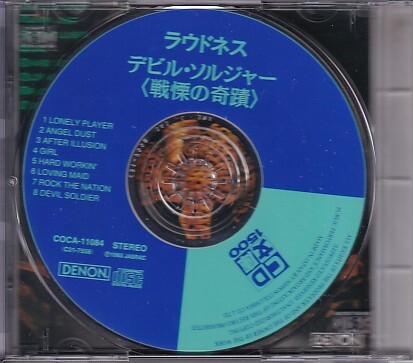 ラウドネス
デビル・ソルジャー
〈戦慄の奇蹟〉
1 LONELY PLAYER
2 ANGEL DUST
3 AFTER ILLUSION
4 GIRL
5 HARD WORKIN'
6 LOVING MAID
7 ROCK THE NATION
8 DEVIL SOLDIER
COCA-11084 STEREO
JASRAC
DENON
CD
1500
DENON